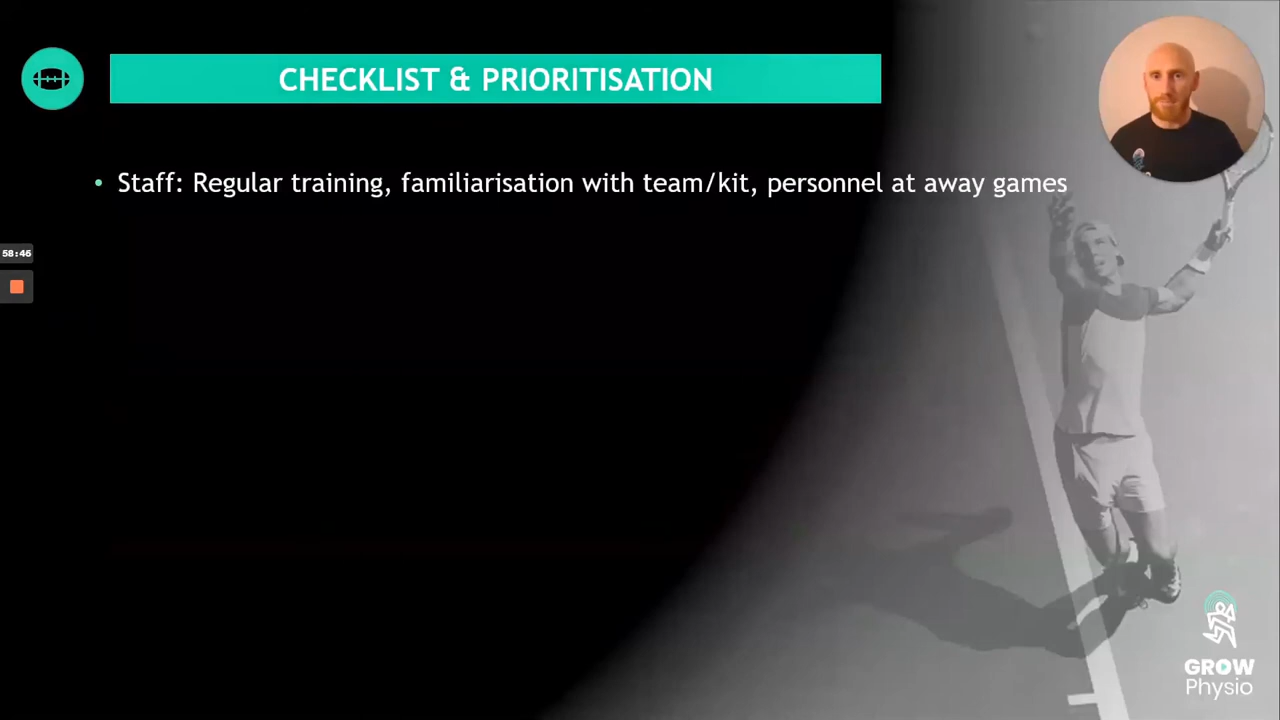 CHECKLIST & PRIORITISATION
• Staff: Regular training, familiarisation with team/kit, personnel at away games
58:46
GROW
Physio